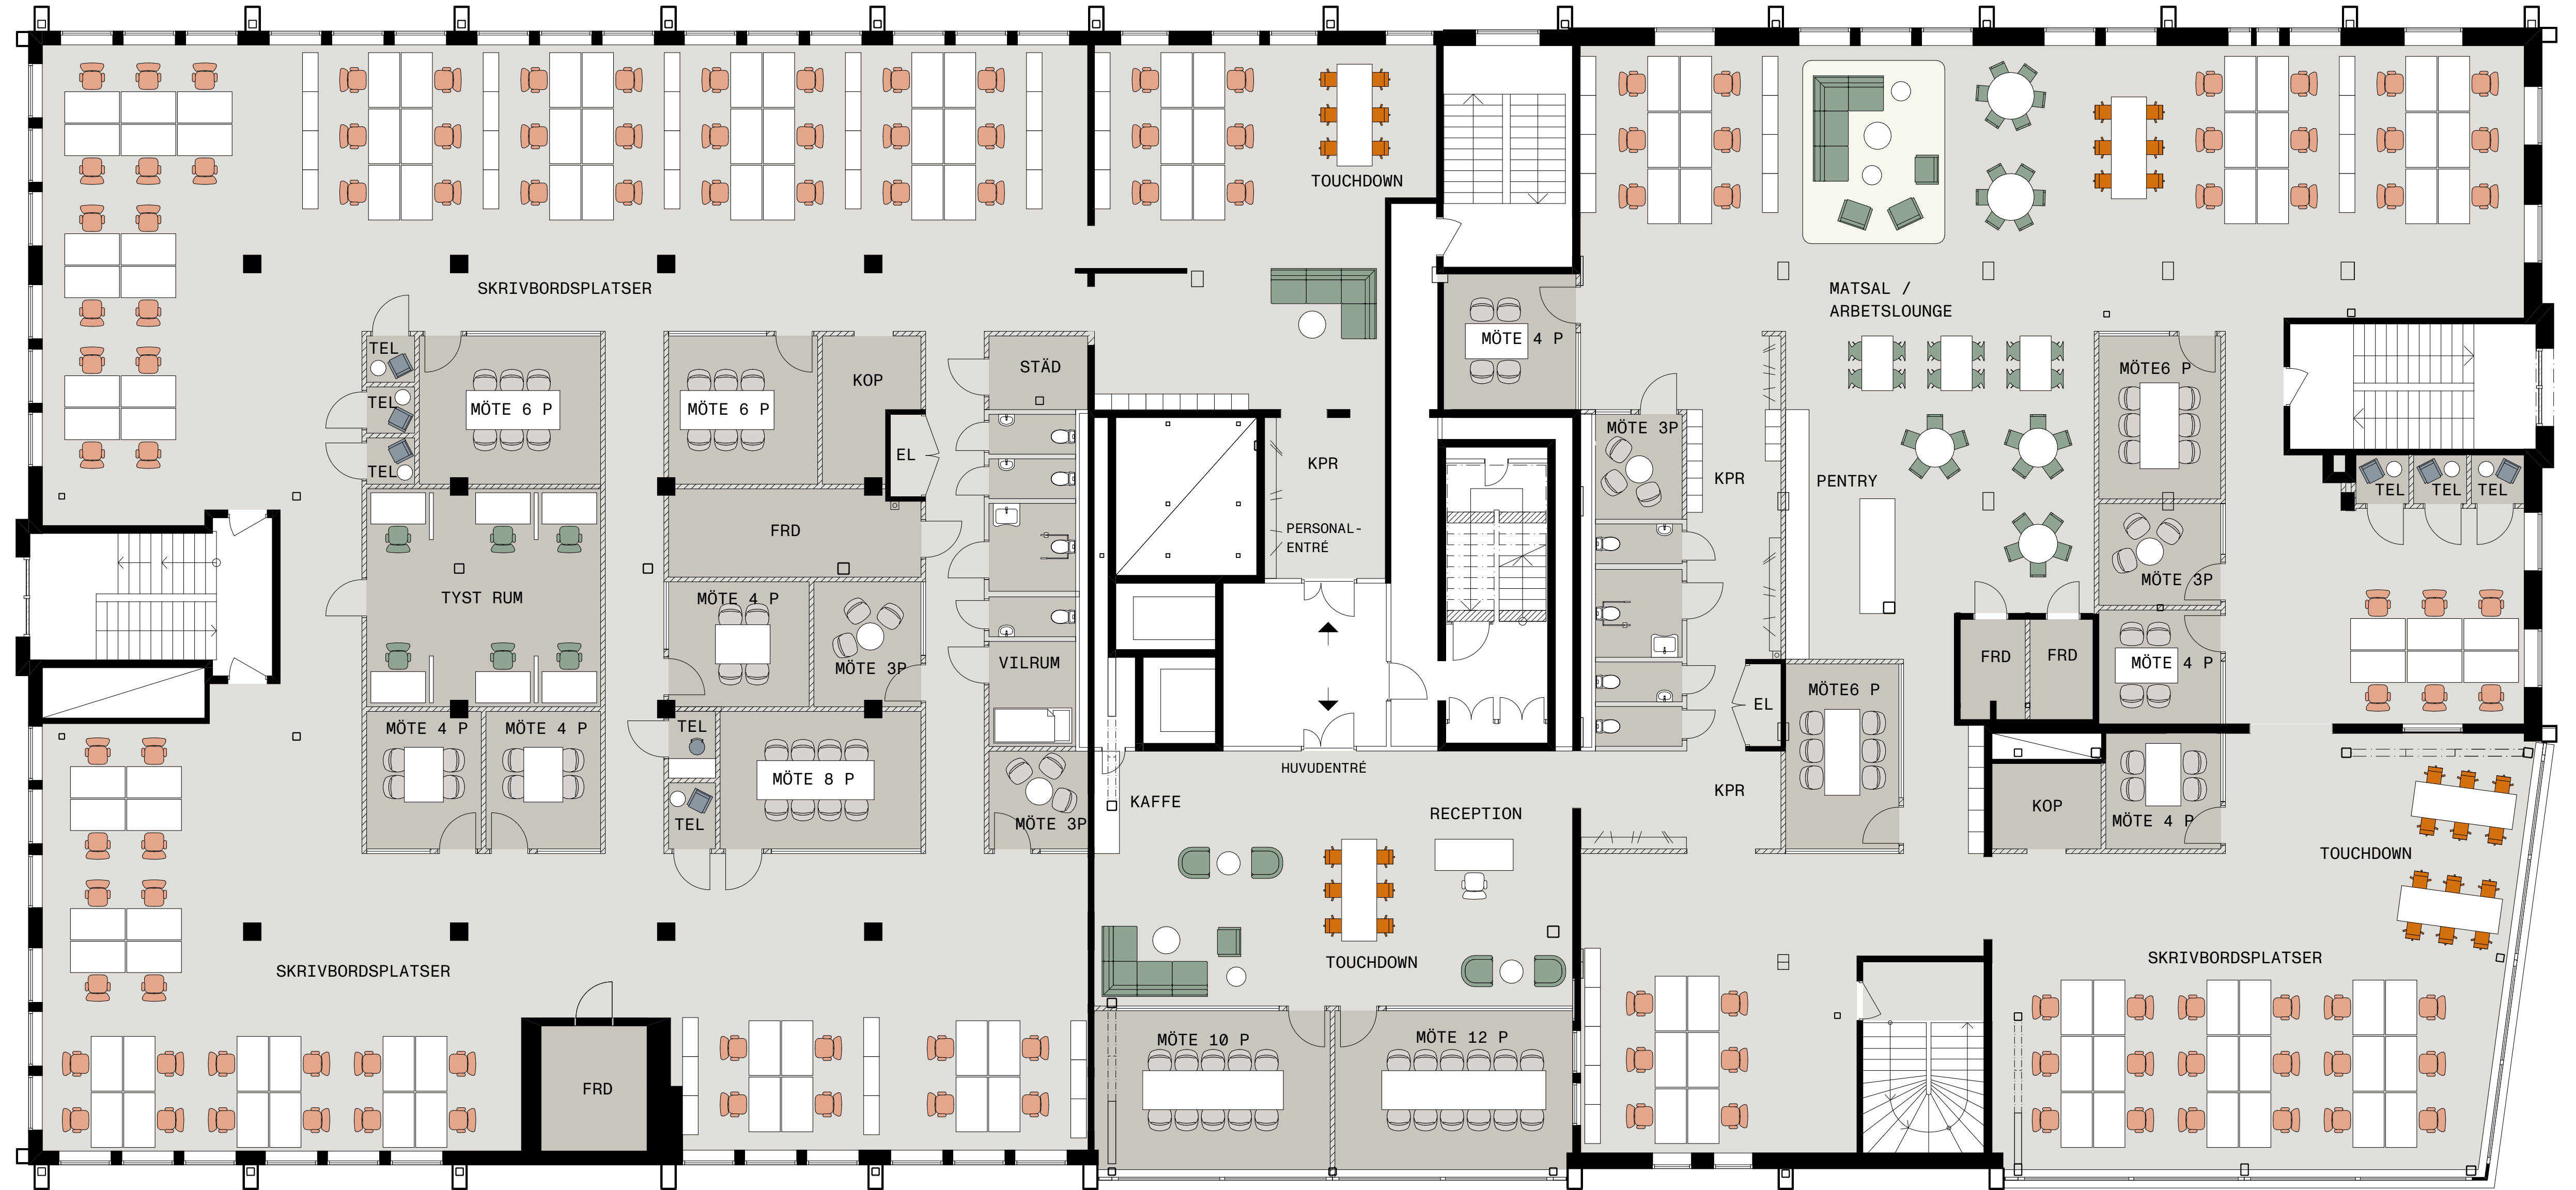 TOUCHDOWN
SKRIVBORDSPLATSER
MATSAL /
ARBETSLOUNGE
TEL
TEL
TEL
MÖTE 6 P
MÖTE 6 P
KOP
EL
STÄD
MÖTE 4 P
MÖTE6 P
MÖTE 3P
KPR
KPR
PENTRY
TEL
TEL
TEL
PERSONAL-
ENTRÉ
FRD
TYST RUM
MÖTE 4 P
MÖTE 3P
VILRUM
MÖTE 3P
FRD
FRD
MÖTE 4 P
MÖTE6 P
EL
MÖTE 4 P
MÖTE 4 P
TEL
MÖTE 8 P
TEL
MÖTE 3P
HUVUDENTRÉ
KAFFE
RECEPTION
KPR
KOP
MÖTE 4 P
TOUCHDOWN
SKRIVBORDSPLATSER
TOUCHDOWN
SKRIVBORDSPLATSER
FRD
MÖTE 10 P
MÖTE 12 P